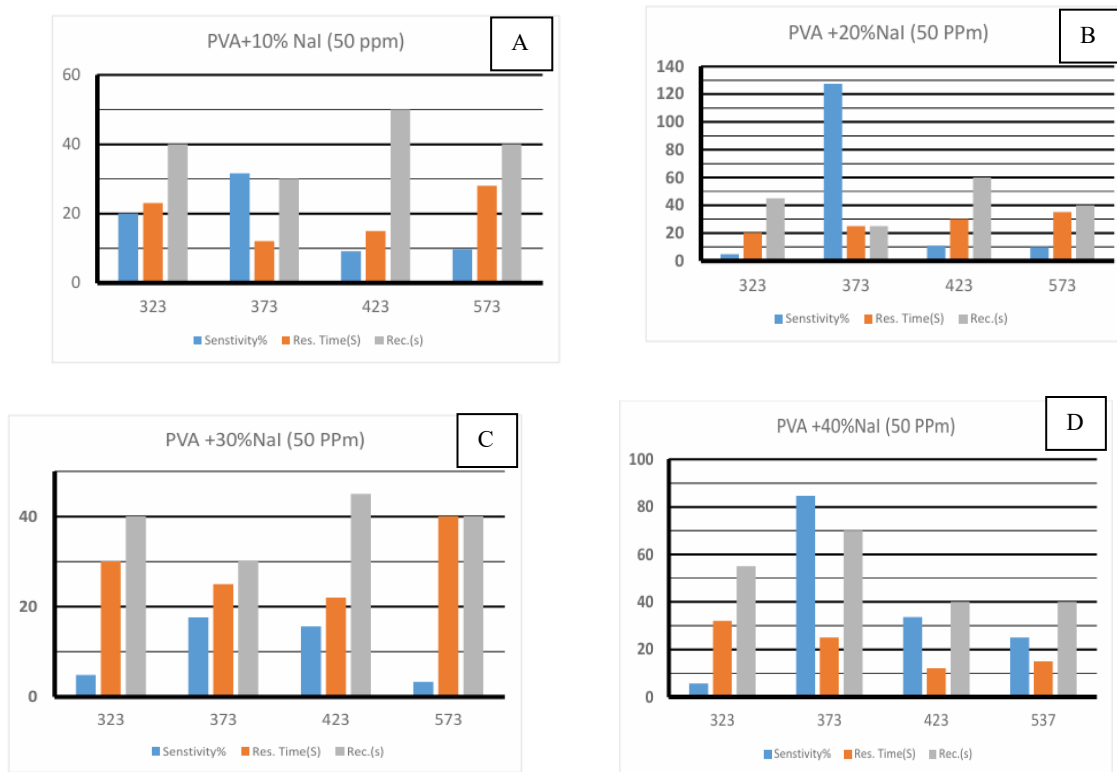 PVA+10% NaI (50 ppm)
A
60
40
20
0
323 373 423 573
Senstivity% Res. Time(S) Rec.(s)
PVA +20%NaI (50 PPm)
B
140
120
100
80
60
40
20
0
323 373 423 573
Senstivity% Res. Time(S) Rec.(s)
PVA +30%NaI (50 PPm)
C
40
20
0
323 373 423 573
Senstivity% Res. Time(S) Rec.(s)
PVA +40%NaI (50 PPm)
D
100
80
60
40
20
0
323 373 423 537
Senstivity% Res. Time(S) Rec.(s)